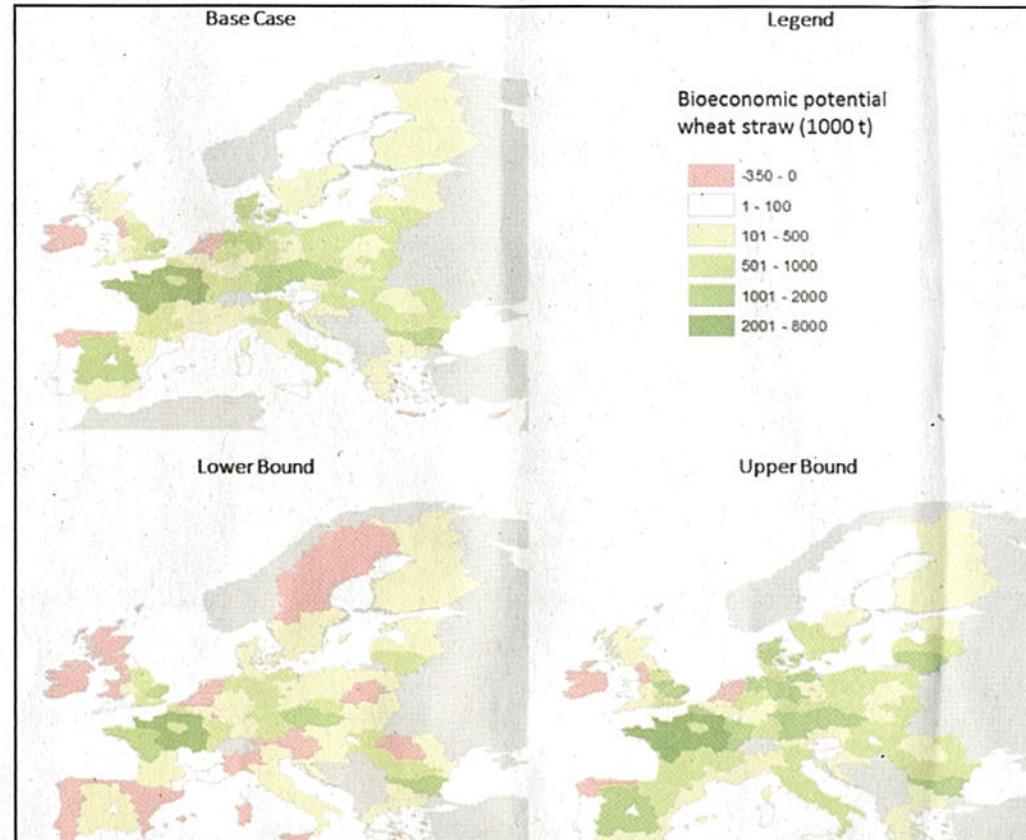 Base Case
Legend
Bioeconomic potential
wheat straw (1000 t)
-350 - 0
1 - 100
101 - 500
501 - 1000
1001 - 2000
2001 - 8000
Lower Bound
Upper Bound